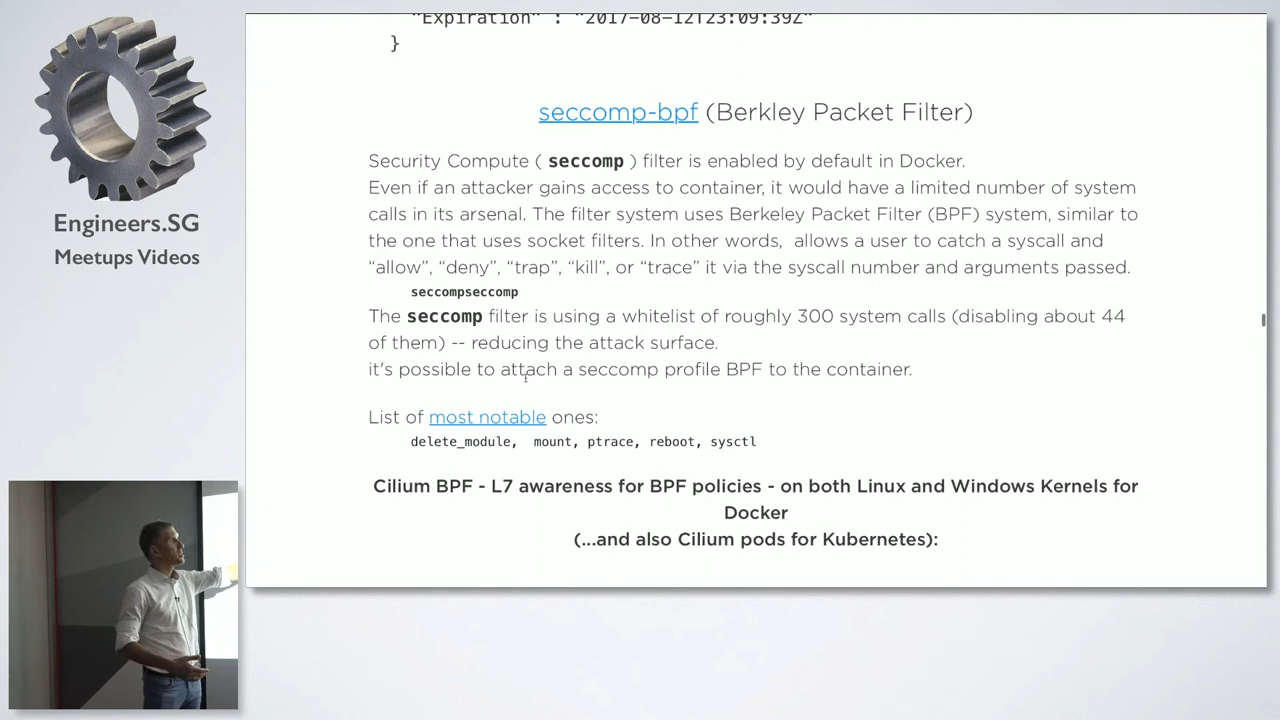 "Expiration" : "2017-08-12T23:09:39Z"
}
seccomp-bpf (Berkley Packet Filter)
Security Compute ( seccomp ) filter is enabled by default in Docker.
Even if an attacker gains access to container, it would have a limited number of system
calls in its arsenal. The filter system uses Berkeley Packet Filter (BPF) system, similar to
the one that uses socket filters. In other words,  allows a user to catch a syscall and
“allow”, “deny”, “trap”, “kill”, or “trace” it via the syscall number and arguments passed.
seccompseccomp
The seccomp filter is using a whitelist of roughly 300 system calls (disabling about 44
of them) -- reducing the attack surface.
it's possible to attach a seccomp profile BPF to the container.
List of most notable ones:
delete_module,  mount, ptrace, reboot, sysctl
Cilium BPF - L7 awareness for BPF policies - on both Linux and Windows Kernels for
Docker
(...and also Cilium pods for Kubernetes):
Engineers.SG
Meetups Videos